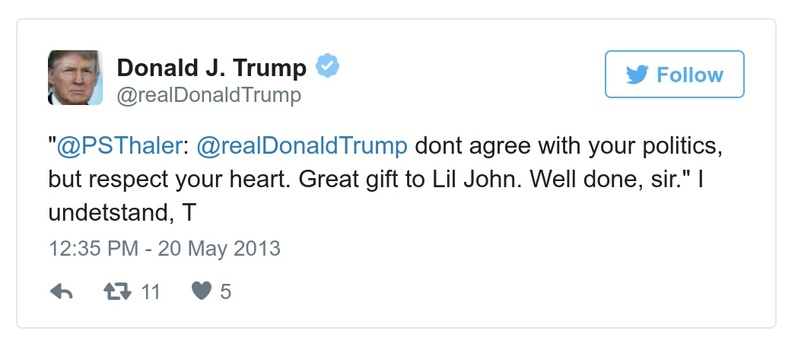 Donald J. Trump
@realDonaldTrump
Follow
"@PSThaler: @realDonaldTrump dont agree with your politics,
but respect your heart. Great gift to Lil John. Well done, sir." I
undetstand, T
12:35 PM - 20 May 2013
11 5